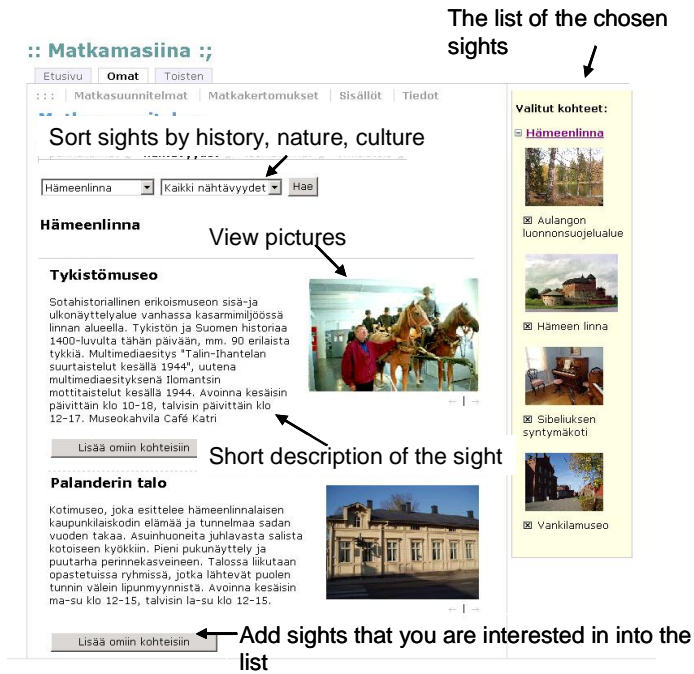 The list of the chosen
sights
:: Matkamasiina :;
Etusivu Omat Toisten
::: Matkasuunnitelmat Matkakertomukset Sisällöt Tiedot
Sort sights by history, nature, culture
Hämeenlinna Kaikki nähtävyydet Hae
Hämeenlinna
View pictures
Tykistömuseo
Sotahistoriallinen erikoismuseon sisä-ja
ulkonäyttelyalue vanhassa kasarmimiljöössä
linnan alueella. Tykistön ja Suomen historiaa
1400-luvulta tähän päivään, mm. 90 erilaista
tykkiä. Multimediaesitys "Talin-Ihantelan
suurtaistelut kesällä 1944", uutena
multimediaesityksenä Ilomantsin
mottitaistelut kesällä 1944. Avoinna kesäisin
päivittäin klo 10-18, talvisin päivittäin klo
12-17. Museokahvila Café Katri
← | →
Lisää omiin kohteisiin
Short description of the sight
Palanderin talo
Kotimuseo, joka esittelee hämeenlinnalaisen
kaupunkilaiskodin elämää ja tunnelmaa sadan
vuoden takaa. Asuinhuoneita juhlavasta salista
kotoiseen kyökkiin. Pieni pukunäyttely ja
puutarha perinnekasveineen. Talossa liikutaan
opastetuissa ryhmissä, jotka lähtevät puolen
tunnin välein lipunmyynnistä. Avoinna kesäisin
ma-su klo 12-15, talvisin la-su klo 12-15.
← | →
Lisää omiin kohteisiin
Add sights that you are interested in into the
list
Valitut kohteet:
Hämeenlinna
Aulangon
luonnonsuojelualue
Hämeen linna
Sibeliuksen
syntymäkoti
Vankilamuseo